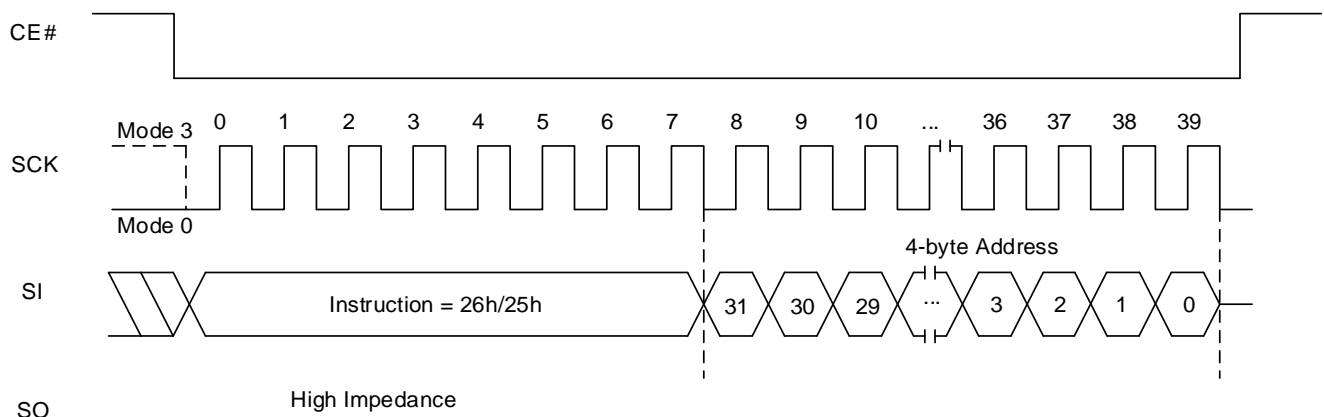 CE#
0 1 2 3 4 5 6 7 8 9 10 ... 36 37 38 39
Mode 3
SCK
Mode 0
4-byte Address
SI
Instruction = 26h/25h 31 30 29 ... 3 2 1 0
High Impedance
SO